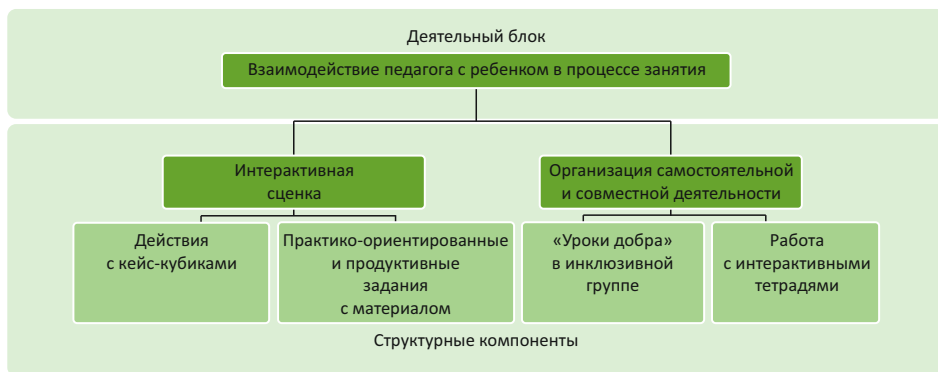 Деятельный блок
Взаимодействие педагога с ребенком в процессе занятия
Интерактивная
сценка
Организация самостоятельной
и совместной деятельности
Действия
с кейс-кубиками
Практико-ориентированные
и продуктивные
задания
с материалом
«Уроки добра»
в инклюзивной
группе
Работа
с интерактивными
тетрадями
Структурные компоненты